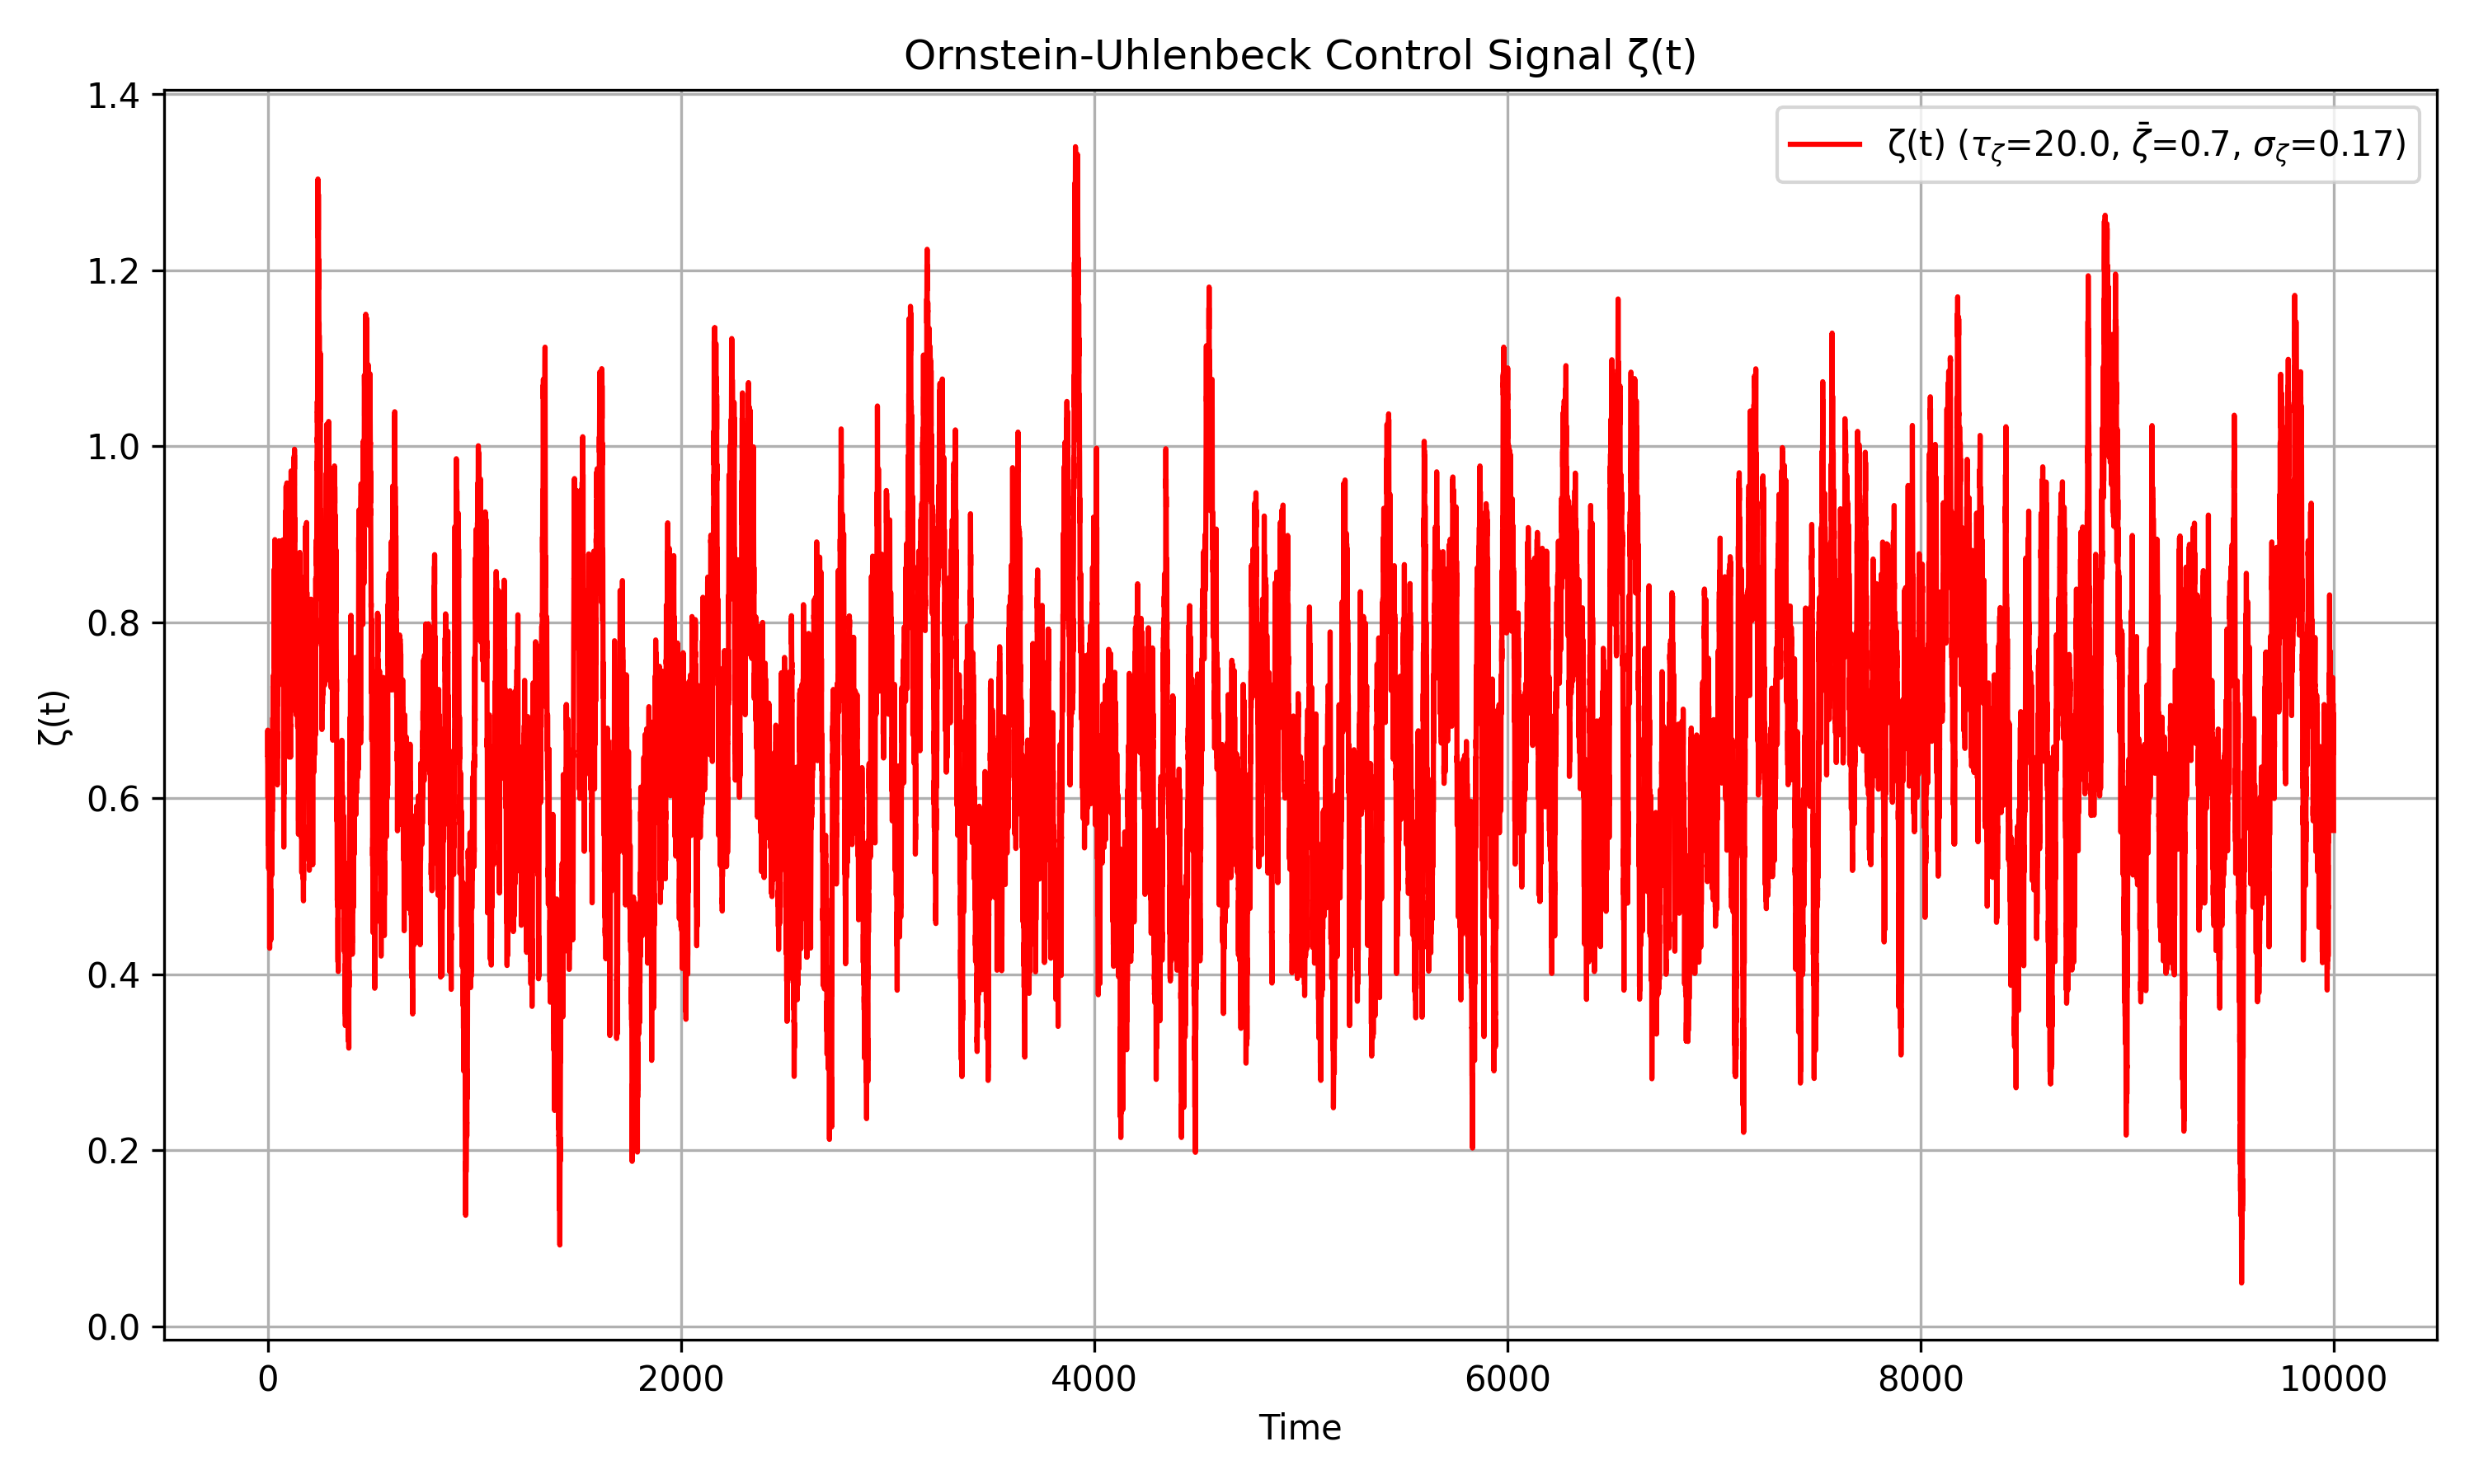 Ornstein-Uhlenbeck Control Signal ζ(t)
ζ(t) (τ_ζ=20.0, ζ̄=0.7, σ_ζ=0.17)
1.4
1.2
1.0
0.8
0.6
0.4
0.2
0.0
ζ(t)
0 2000 4000 6000 8000 10000
Time